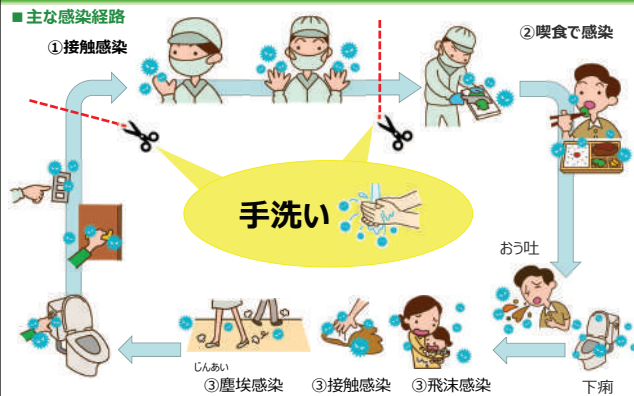 ■主な感染経路
①接触感染
②喫食で感染
手洗い
おう吐
じんあい
③塵埃感染
③接触感染
③飛沫感染
下痢